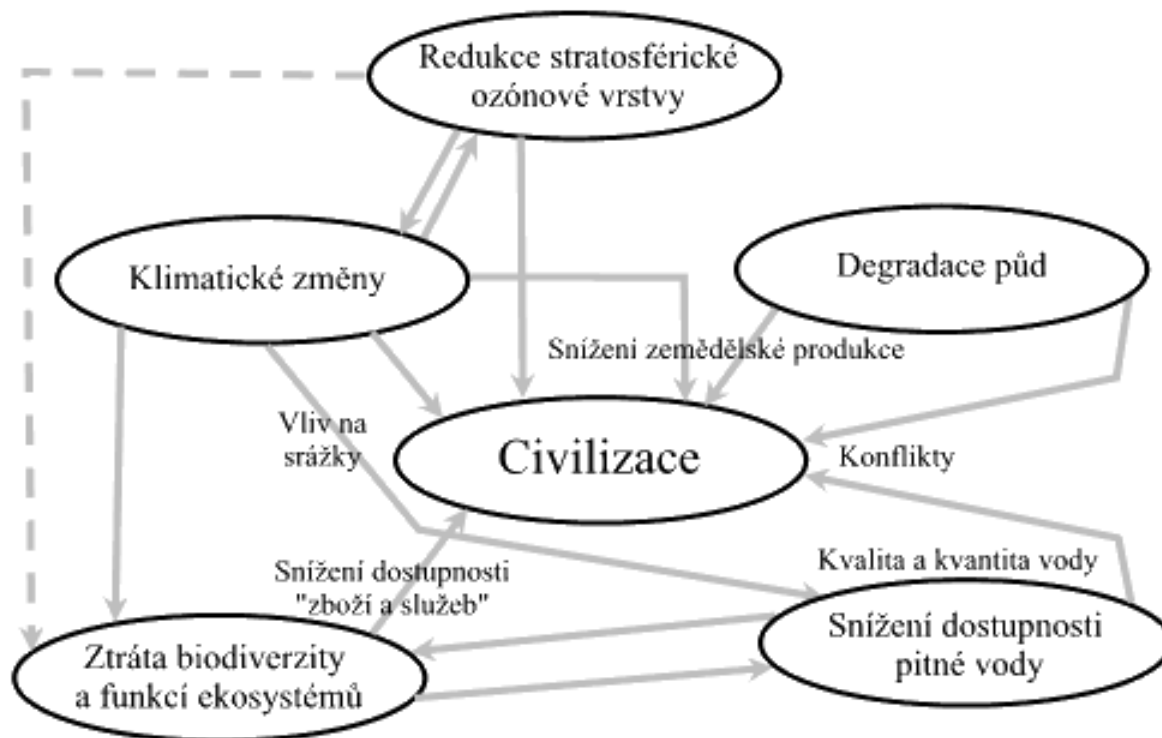 Redukce stratosférické
ozónové vrstvy
Klimatické změny
Degradace půd
Snížení zemědělské produkce
Vliv na
srážky
Civilizace
Konflikty
Snížení dostupnosti
"zboží a služeb"
Kvalita a kvantita vody
Ztráta biodiverzity
a funkcí ekosystémů
Snížení dostupnosti
pitné vody